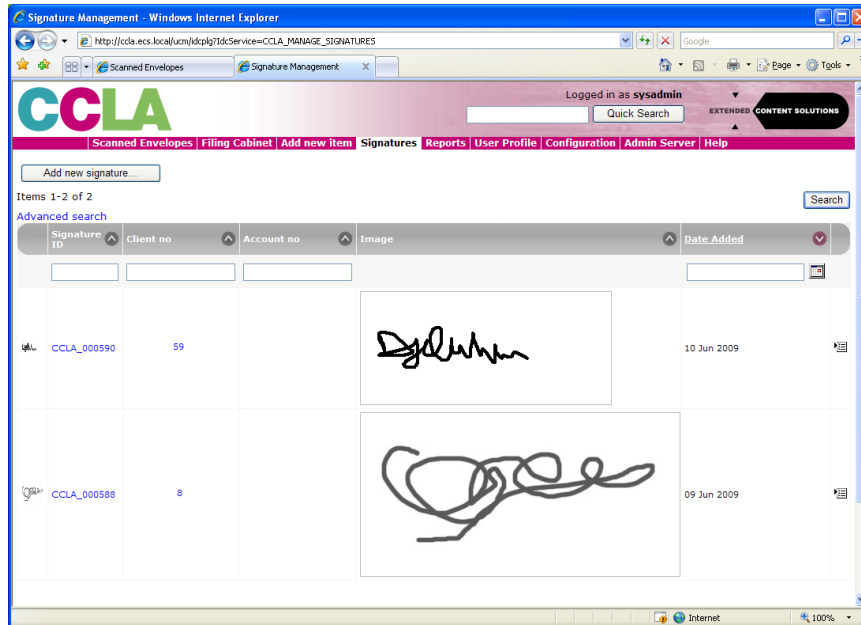 Signature Management - Windows Internet Explorer
http://ccla.ecs.local/ucm/idcplg?IdcService=CCLA_MANAGE_SIGNATURES
Google
Scanned Envelopes
Signature Management X
Page Tools
CCLA
Logged in as sysadmin
Quick Search
EXTENDED CONTENT SOLUTIONS
Scanned Envelopes Filing Cabinet Add new item Signatures Reports User Profile Configuration Admin Server Help
Add new signature...
Items 1-2 of 2
Search
Advanced search
Signature ID Client no Account no Image Date Added
CCLA_000590 59 10 Jun 2009
CCLA_000588 8 09 Jun 2009
Internet 100%